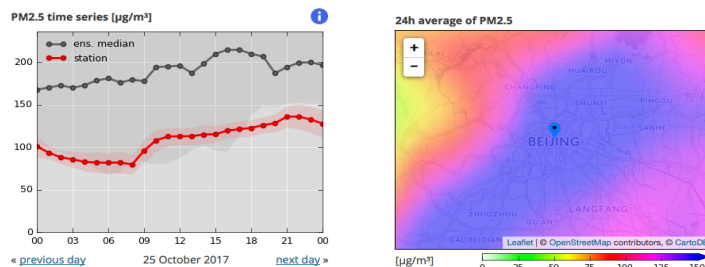 PM2.5 time series [µg/m³]
i
ens. median
station
200
150
100
50
0
00 03 06 09 12 15 18 21 00
« previous day 25 October 2017 next day »
24h average of PM2.5
+
−
MIYUN
HUAIROU
CHANGPING
SHUNYI
PINGGU
SANHE
BEIJING
ZHUOZHOU
LANGFANG
GU'AN
GAOBEIDIAN
Leaflet | © OpenStreetMap contributors, © CartoDB
[µg/m³]
0 25 50 75 100 125 150